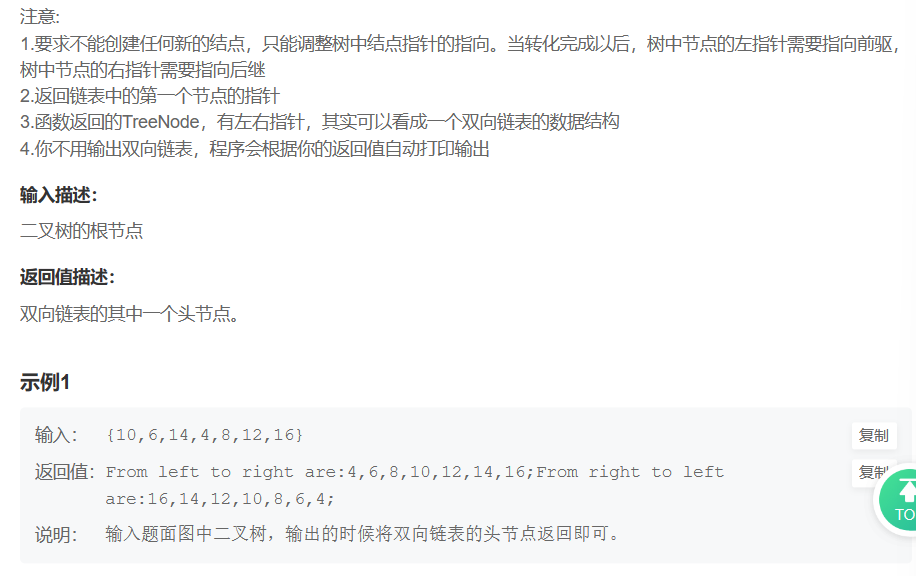 注意:
1.要求不能创建任何新的结点，只能调整树中结点指针的指向。当转化完成以后，树中节点的左指针需要指向前驱，
树中节点的右指针需要指向后继
2.返回链表中的第一个节点的指针
3.函数返回的TreeNode，有左右指针，其实可以看成一个双向链表的数据结构
4.你不用输出双向链表，程序会根据你的返回值自动打印输出
输入描述：
二叉树的根节点
返回值描述：
双向链表的其中一个头节点。
示例1
输入： {10,6,14,4,8,12,16} 复制
返回值： From left to right are:4,6,8,10,12,14,16;From right to left 复制
are:16,14,12,10,8,6,4;
TO
说明： 输入题面图中二叉树，输出的时候将双向链表的头节点返回即可。